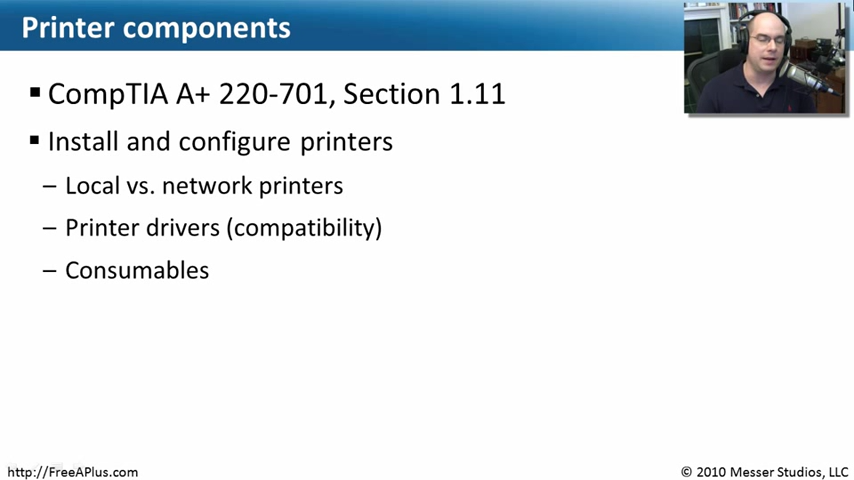 Printer components
▪ CompTIA A+ 220-701, Section 1.11
▪ Install and configure printers
– Local vs. network printers
– Printer drivers (compatibility)
– Consumables
http://FreeAPlus.com
© 2010 Messer Studios, LLC